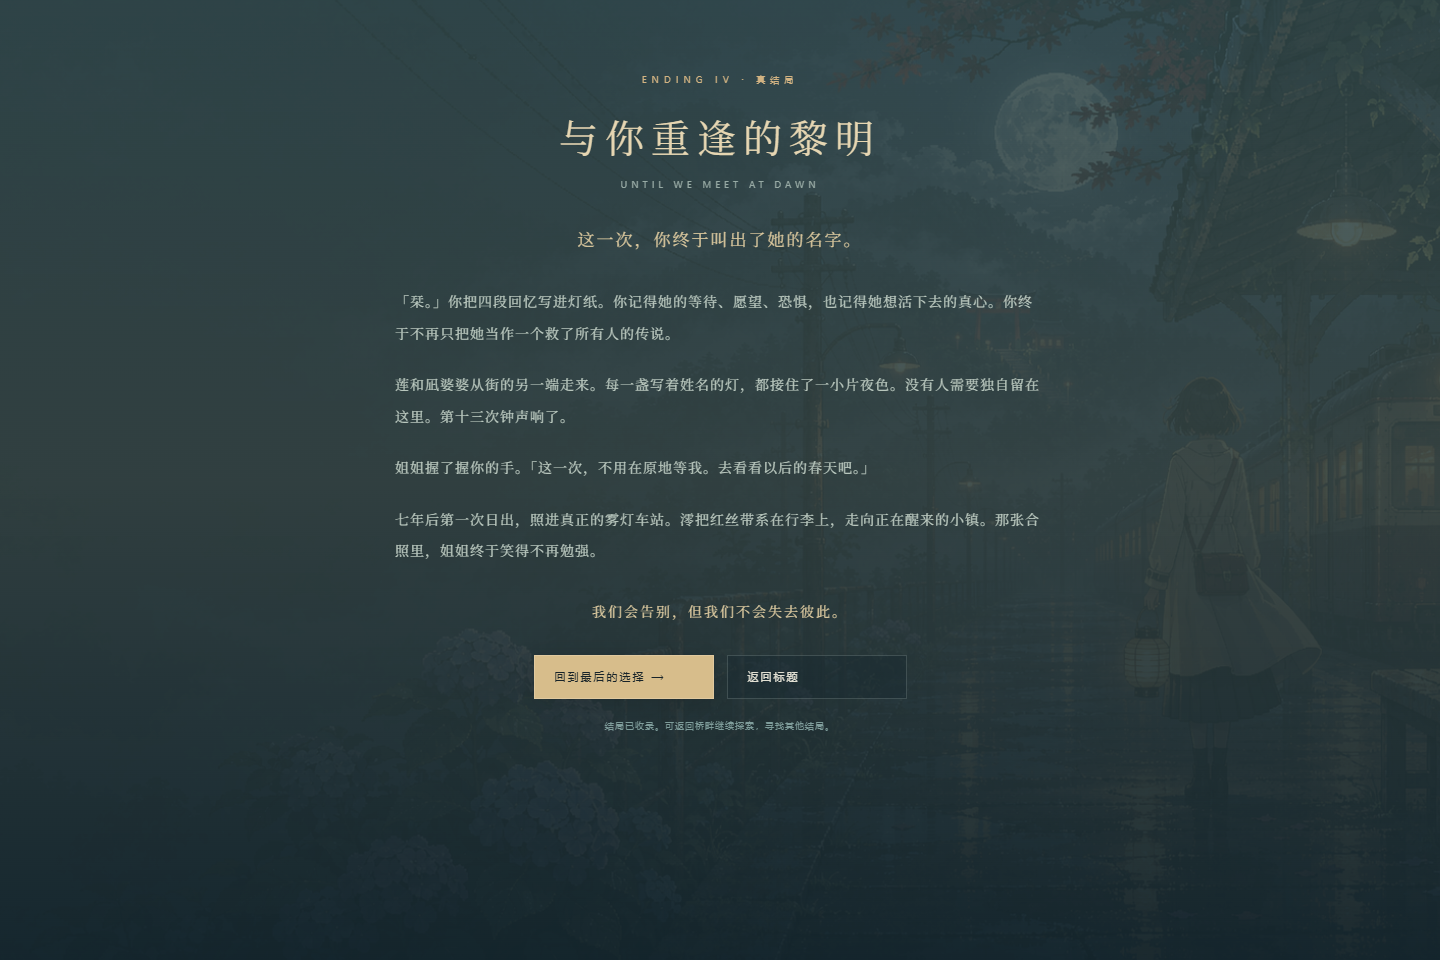 ENDING IV · 真结局
与你重逢的黎明
UNTIL WE MEET AT DAWN
这一次，你终于叫出了她的名字。
「栞。」你把四段回忆写进灯纸。你记得她的等待、愿望、恐惧，也记得她想活下去的真心。你终
于不再只把她当作一个救了所有人的传说。
莲和凪婆婆从街的另一端走来。每一盏写着姓名的灯，都接住了一小片夜色。没有人需要独自留在
这里。第十三次钟声响了。
姐姐握了握你的手。「这一次，不用在原地等我。去看看以后的春天吧。」
七年后第一次日出，照进真正的雾灯车站。澪把红丝带系在行李上，走向正在醒来的小镇。那张合
照里，姐姐终于笑得不再勉强。
我们会告别，但我们不会失去彼此。
回到最后的选择 →
返回标题
结局已收录。可返回桥畔继续探索，寻找其他结局。